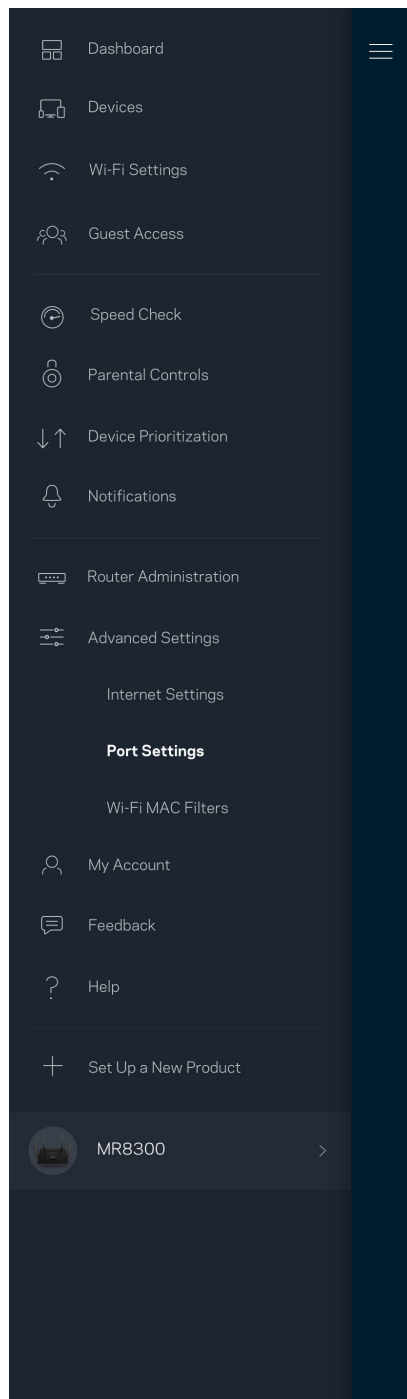 Dashboard
Devices
Wi-Fi Settings
Guest Access
Speed Check
Parental Controls
Device Prioritization
Notifications
Router Administration
Advanced Settings
Internet Settings
Port Settings
Wi-Fi MAC Filters
My Account
Feedback
Help
Set Up a New Product
MR8300